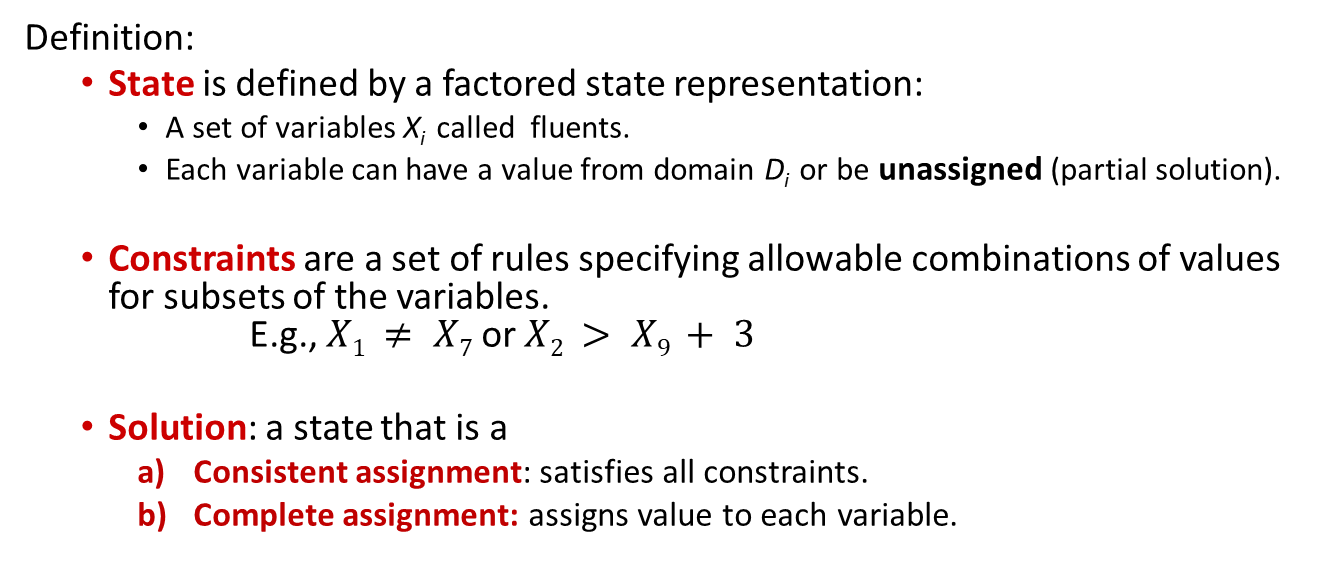 Definition:
• State is defined by a factored state representation:
• A set of variables Xᵢ called fluents.
• Each variable can have a value from domain Dᵢ or be unassigned (partial solution).
• Constraints are a set of rules specifying allowable combinations of values
for subsets of the variables.
E.g., X₁ ≠ X₇ or X₂ > X₉ + 3
• Solution: a state that is a
a) Consistent assignment: satisfies all constraints.
b) Complete assignment: assigns value to each variable.